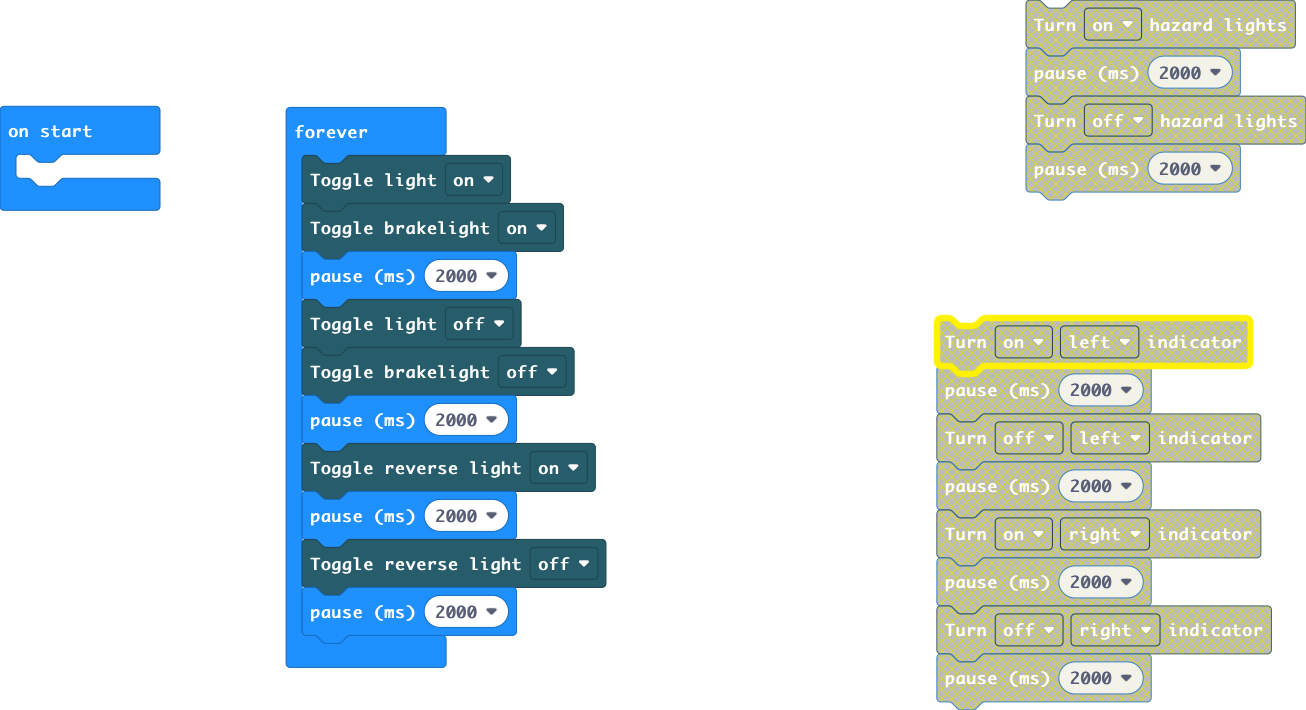 on start
forever
Toggle light on
Toggle brakelight on
pause (ms) 2000
Toggle light off
Toggle brakelight off
pause (ms) 2000
Toggle reverse light on
pause (ms) 2000
Toggle reverse light off
pause (ms) 2000
Turn on hazard lights
pause (ms) 2000
Turn off hazard lights
pause (ms) 2000
Turn on left indicator
pause (ms) 2000
Turn off left indicator
pause (ms) 2000
Turn on right indicator
pause (ms) 2000
Turn off right indicator
pause (ms) 2000